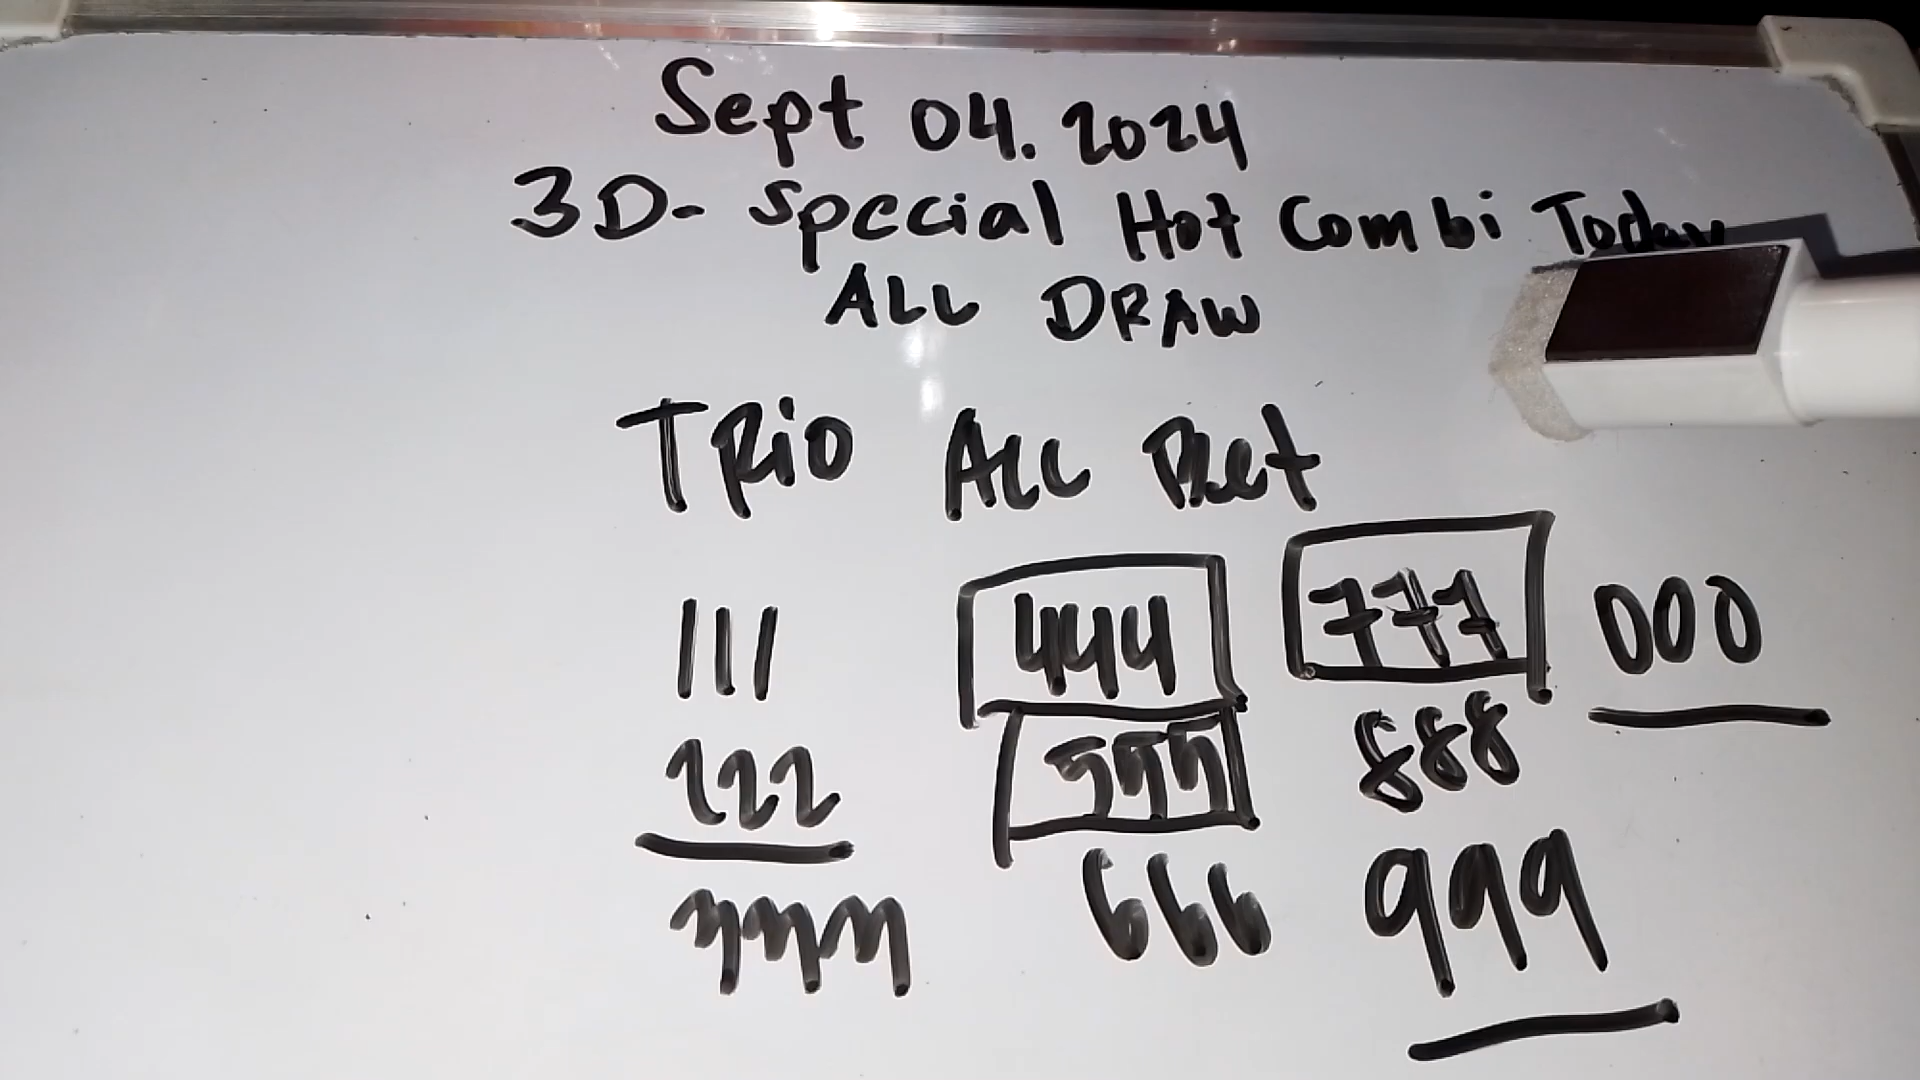 Sept 04. 2024
3D- Special Hot Combi Today
ALL DRAW
TRio ALL Bet
111 444 777 000
222 555 888
333 666 999